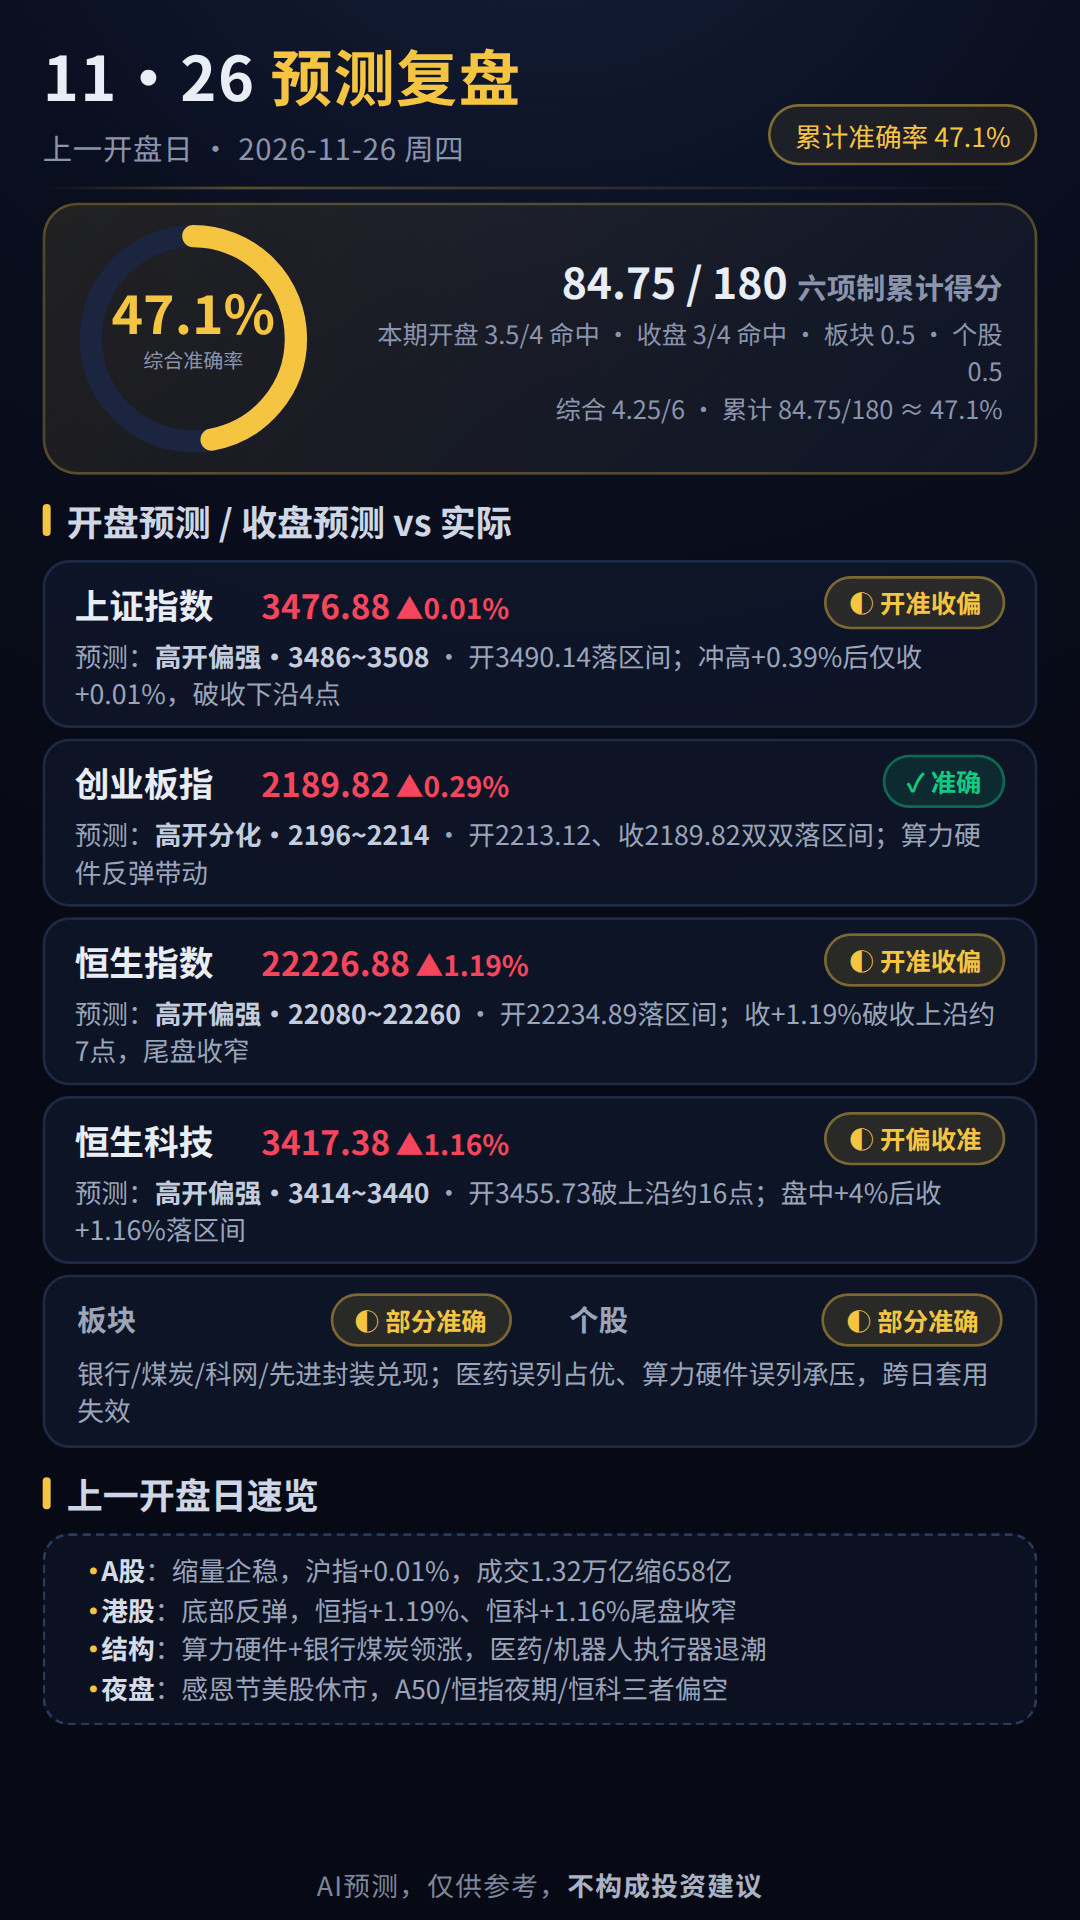 11·26 预测复盘
上一开盘日 · 2026-11-26 周四
累计准确率 47.1%
47.1%
综合准确率
84.75 / 180 六项制累计得分
本期开盘 3.5/4 命中 · 收盘 3/4 命中 · 板块 0.5 · 个股
0.5
综合 4.25/6 · 累计 84.75/180 ≈ 47.1%
开盘预测 / 收盘预测 vs 实际
上证指数 3476.88 ▲0.01% ◐ 开准收偏
预测：高开偏强·3486~3508 · 开3490.14落区间；冲高+0.39%后仅收
+0.01%，破收下沿4点
创业板指 2189.82 ▲0.29% ✓ 准确
预测：高开分化·2196~2214 · 开2213.12、收2189.82双双落区间；算力硬
件反弹带动
恒生指数 22226.88 ▲1.19% ◐ 开准收偏
预测：高开偏强·22080~22260 · 开22234.89落区间；收+1.19%破收上沿约
7点，尾盘收窄
恒生科技 3417.38 ▲1.16% ◐ 开偏收准
预测：高开偏强·3414~3440 · 开3455.73破上沿约16点；盘中+4%后收
+1.16%落区间
板块 ◐ 部分准确 个股 ◐ 部分准确
银行/煤炭/科网/先进封装兑现；医药误列占优、算力硬件误列承压，跨日套用
失效
上一开盘日速览
•A股：缩量企稳，沪指+0.01%，成交1.32万亿缩658亿
•港股：底部反弹，恒指+1.19%、恒科+1.16%尾盘收窄
•结构：算力硬件+银行煤炭领涨，医药/机器人执行器退潮
•夜盘：感恩节美股休市，A50/恒指夜期/恒科三者偏空
AI预测，仅供参考，不构成投资建议